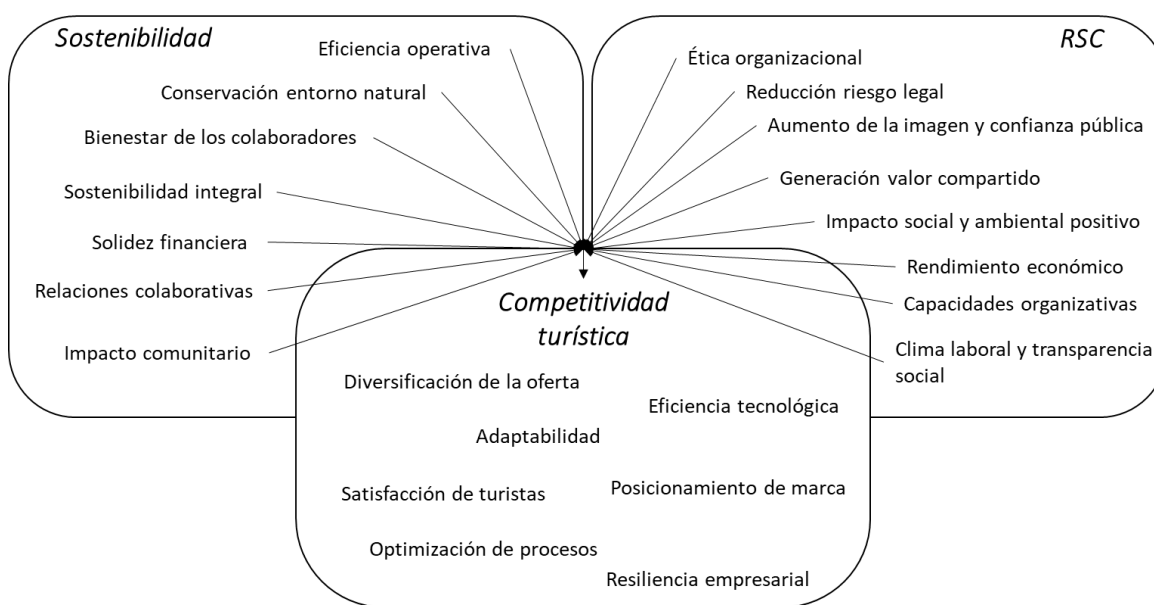 Sostenibilidad
Eficiencia operativa
Conservación entorno natural
Bienestar de los colaboradores
Sostenibilidad integral
Solidez financiera
Relaciones colaborativas
Impacto comunitario
RSC
Ética organizacional
Reducción riesgo legal
Aumento de la imagen y confianza pública
Generación valor compartido
Impacto social y ambiental positivo
Rendimiento económico
Capacidades organizativas
Clima laboral y transparencia
social
Competitividad
turística
Diversificación de la oferta
Eficiencia tecnológica
Adaptabilidad
Satisfacción de turistas
Posicionamiento de marca
Optimización de procesos
Resiliencia empresarial